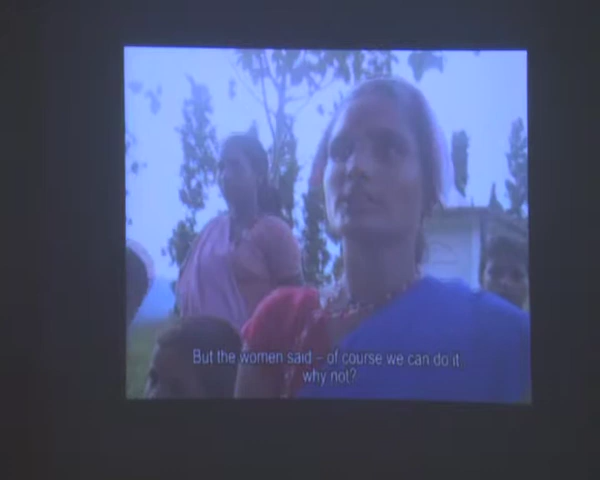 But the women said – of course we can do it,
why not?